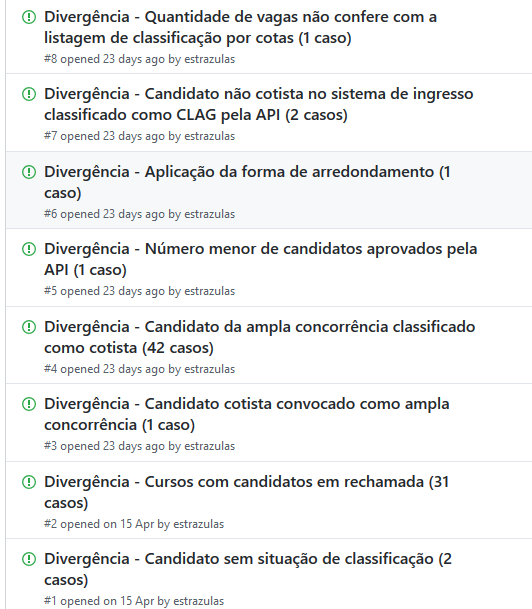 Divergência - Quantidade de vagas não confere com a
listagem de classificação por cotas (1 caso)
#8 opened 23 days ago by estrazulas
Divergência - Candidato não cotista no sistema de ingresso
classificado como CLAG pela API (2 casos)
#7 opened 23 days ago by estrazulas
Divergência - Aplicação da forma de arredondamento (1
caso)
#6 opened 23 days ago by estrazulas
Divergência - Número menor de candidatos aprovados pela
API (1 caso)
#5 opened 23 days ago by estrazulas
Divergência - Candidato da ampla concorrência classificado
como cotista (42 casos)
#4 opened 23 days ago by estrazulas
Divergência - Candidato cotista convocado como ampla
concorrência (1 caso)
#3 opened 23 days ago by estrazulas
Divergência - Cursos com candidatos em rechamada (31
casos)
#2 opened on 15 Apr by estrazulas
Divergência - Candidato sem situação de classificação (2
casos)
#1 opened on 15 Apr by estrazulas